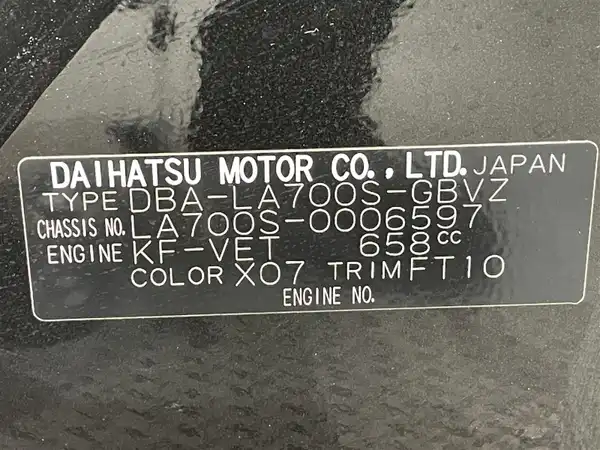 DAIHATSU MOTOR CO., LTD. JAPAN
TYPE DBA-LA700S-GBVZ
CHASSIS NO. LA700S-0006597
ENGINE KF-VET 658cc
COLOR X07 TRIM FT10
ENGINE NO.